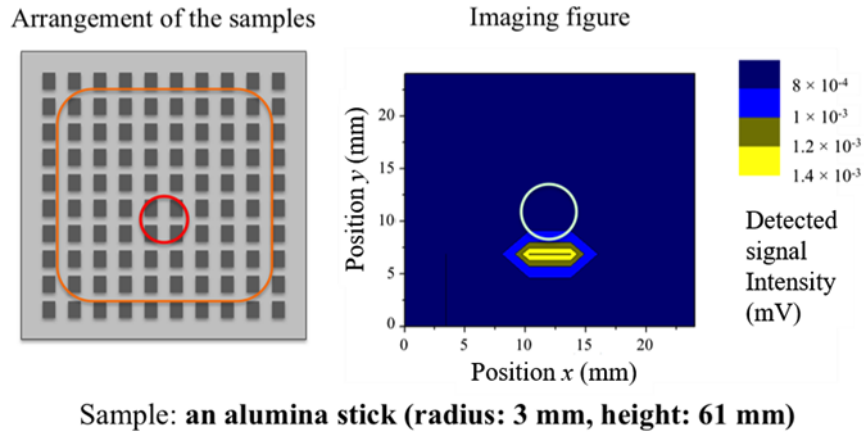 Arrangement of the samples
Imaging figure
Position y (mm)
20
15
10
5
0
0
5
10
15
20
Position x (mm)
8 × 10⁻⁴
1 × 10⁻³
1.2 × 10⁻³
1.4 × 10⁻³
Detected
signal
Intensity
(mV)
Sample: an alumina stick (radius: 3 mm, height: 61 mm)